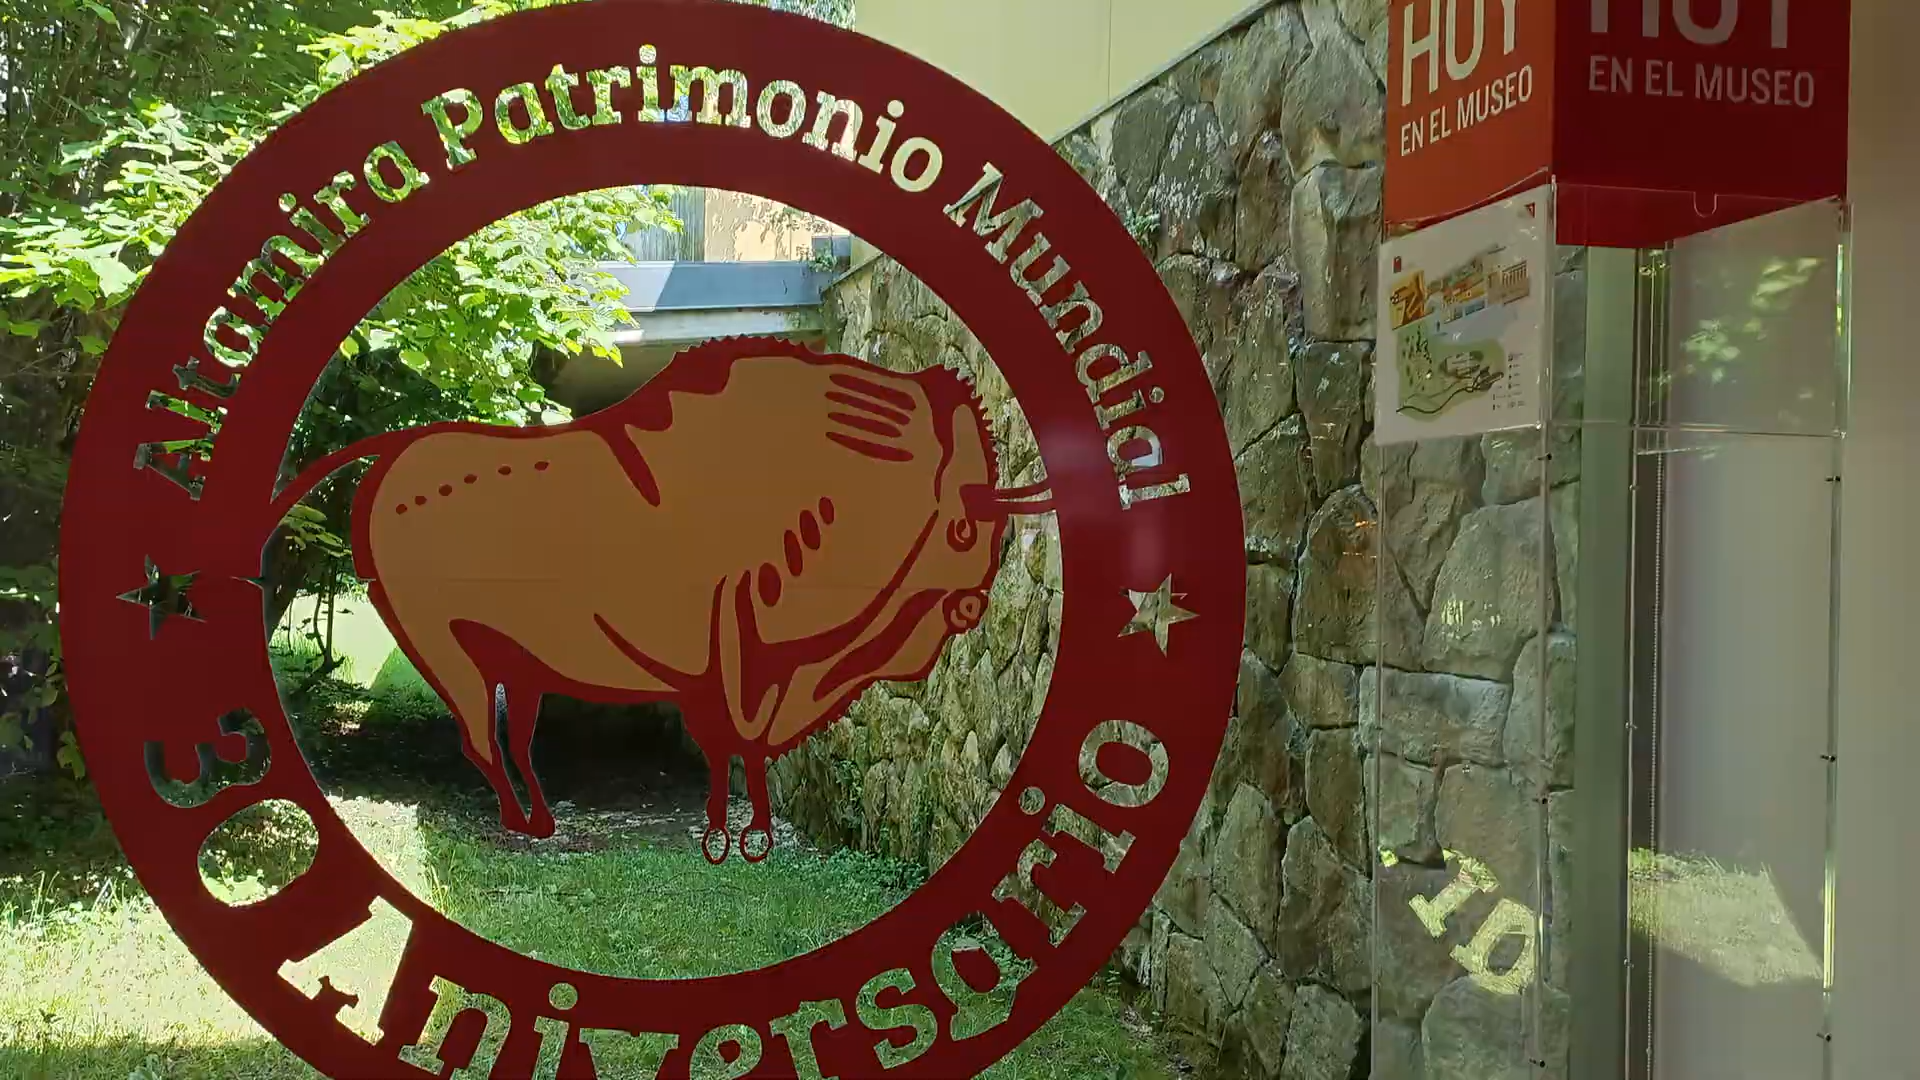 Altamira Patrimonio Mundial
30 Aniversario
HOY
EN EL MUSEO
HOY
EN EL MUSEO